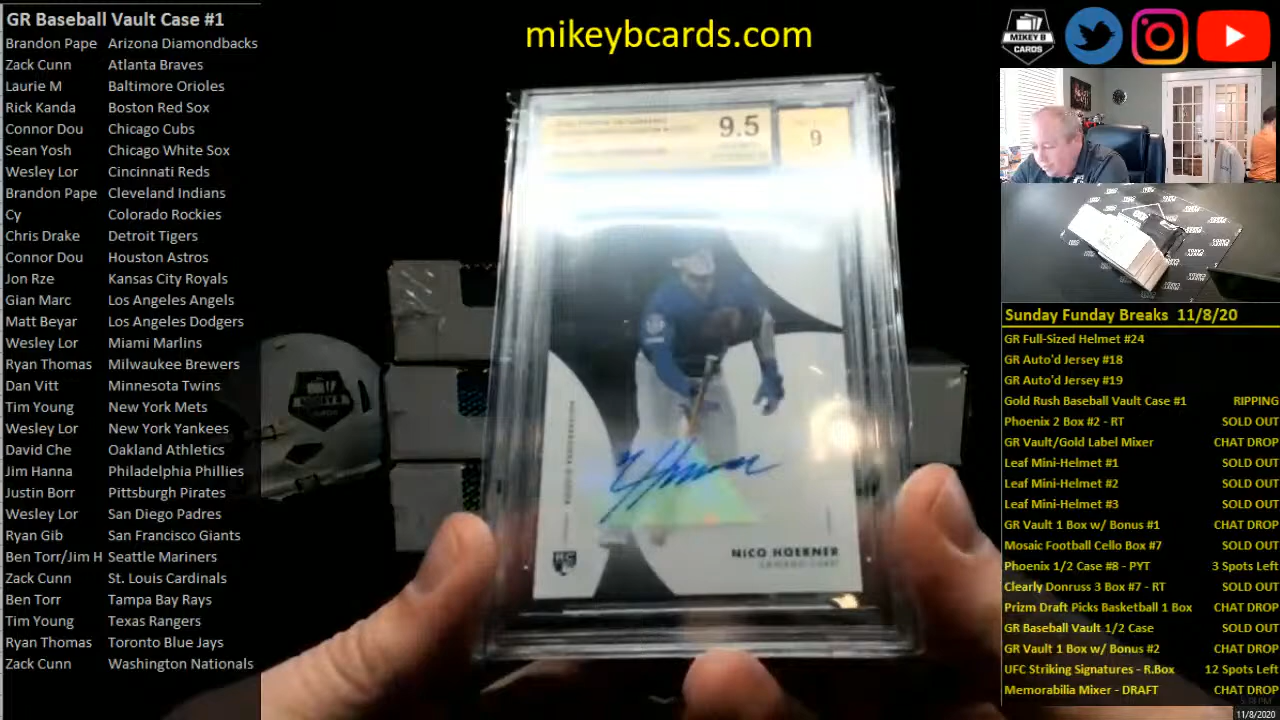 GR Baseball Vault Case #1
Brandon Pape Arizona Diamondbacks
Zack Cunn Atlanta Braves
Laurie M Baltimore Orioles
Rick Kanda Boston Red Sox
Connor Dou Chicago Cubs
Sean Yosh Chicago White Sox
Wesley Lor Cincinnati Reds
Brandon Pape Cleveland Indians
Cy Colorado Rockies
Chris Drake Detroit Tigers
Connor Dou Houston Astros
Jon Rze Kansas City Royals
Gian Marc Los Angeles Angels
Matt Beyar Los Angeles Dodgers
Wesley Lor Miami Marlins
Ryan Thomas Milwaukee Brewers
Dan Vitt Minnesota Twins
Tim Young New York Mets
Wesley Lor New York Yankees
David Che Oakland Athletics
Jim Hanna Philadelphia Phillies
Justin Borr Pittsburgh Pirates
Wesley Lor San Diego Padres
Ryan Gib San Francisco Giants
Ben Torr/Jim H Seattle Mariners
Zack Cunn St. Louis Cardinals
Ben Torr Tampa Bay Rays
Tim Young Texas Rangers
Ryan Thomas Toronto Blue Jays
Zack Cunn Washington Nationals
mikeybcards.com
9.5
9
RC
NICO HOERNER
CHICAGO CUBS
MIKEY B
CARDS
Sunday Funday Breaks 11/8/20
GR Full-Sized Helmet #24
GR Auto'd Jersey #18
GR Auto'd Jersey #19
Gold Rush Baseball Vault Case #1 RIPPING
Phoenix 2 Box #2 - RT SOLD OUT
GR Vault/Gold Label Mixer CHAT DROP
Leaf Mini-Helmet #1 SOLD OUT
Leaf Mini-Helmet #2 SOLD OUT
Leaf Mini-Helmet #3 SOLD OUT
GR Vault 1 Box w/ Bonus #1 CHAT DROP
Mosaic Football Cello Box #7 SOLD OUT
Phoenix 1/2 Case #8 - PYT 3 Spots Left
Clearly Donruss 3 Box #7 - RT SOLD OUT
Prizm Draft Picks Basketball 1 Box CHAT DROP
GR Baseball Vault 1/2 Case SOLD OUT
GR Vault 1 Box w/ Bonus #2 CHAT DROP
UFC Striking Signatures - R.Box 12 Spots Left
Memorabilia Mixer - DRAFT CHAT DROP
11/8/2020